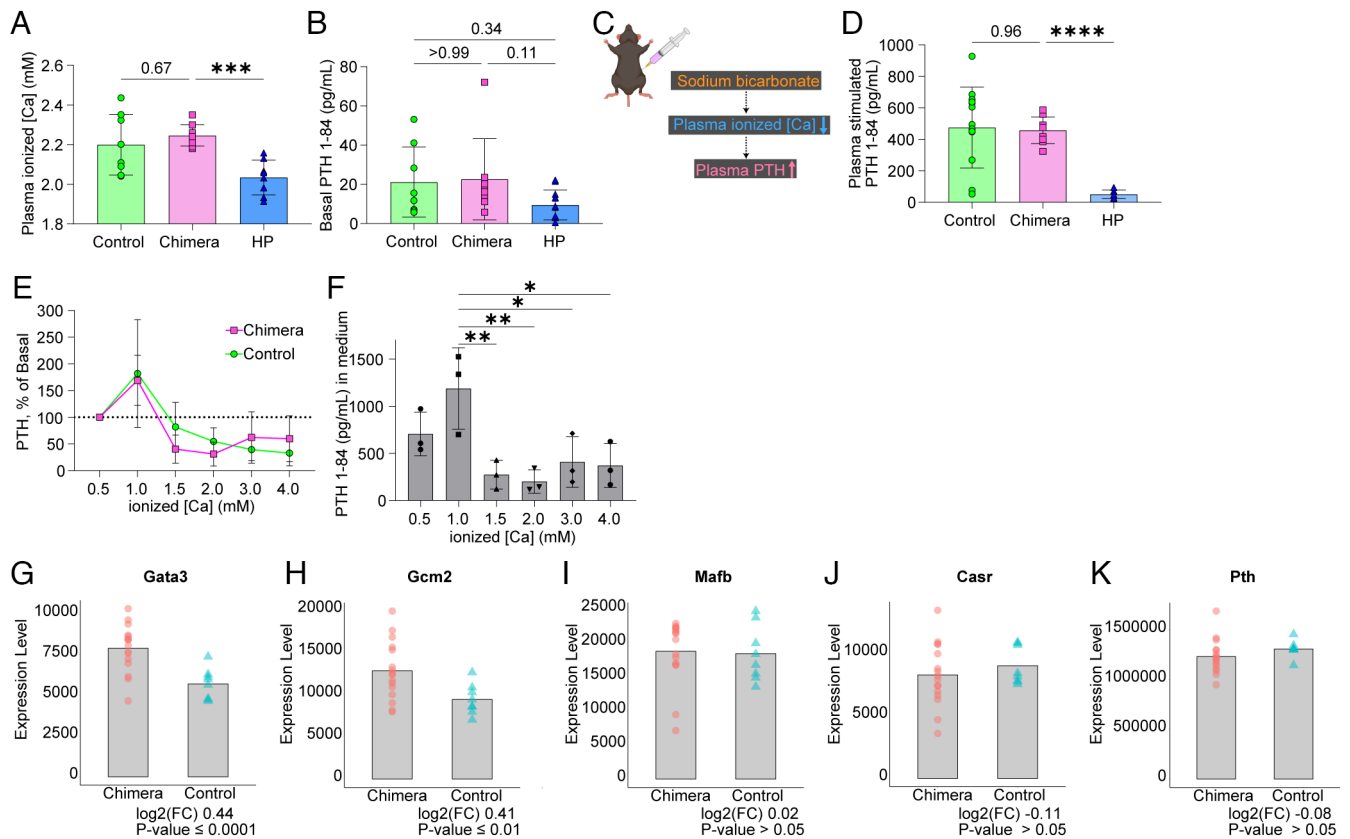 A
Plasma ionized [Ca] (mM)
2.6
2.4
2.2
2.0
1.8
0.67
***
Control
Chimera
HP
B
Basal PTH 1-84 (pg/mL)
80
60
40
20
0
0.34
>0.99
0.11
Control
Chimera
HP
C
Sodium bicarbonate
Plasma ionized [Ca]
Plasma PTH
D
Plasma stimulated
PTH 1-84 (pg/mL)
1000
800
600
400
200
0
0.96
****
Control
Chimera
HP
E
PTH, % of Basal
300
250
200
150
100
50
0
Chimera
Control
0.5
1.0
1.5
2.0
3.0
4.0
ionized [Ca] (mM)
F
PTH 1-84 (pg/mL) in medium
1500
1000
500
0
*
*
**
**
0.5
1.0
1.5
2.0
3.0
4.0
ionized [Ca] (mM)
G
Gata3
Expression Level
10000
7500
5000
2500
0
Chimera
Control
log2(FC) 0.44
P-value ≤ 0.0001
H
Gcm2
Expression Level
20000
15000
10000
5000
0
Chimera
Control
log2(FC) 0.41
P-value ≤ 0.01
I
Mafb
Expression Level
25000
20000
15000
10000
5000
0
Chimera
Control
log2(FC) 0.02
P-value > 0.05
J
Casr
Expression Level
10000
5000
0
Chimera
Control
log2(FC) -0.11
P-value > 0.05
K
Pth
Expression Level
1500000
1000000
500000
0
Chimera
Control
log2(FC) -0.08
P-value > 0.05